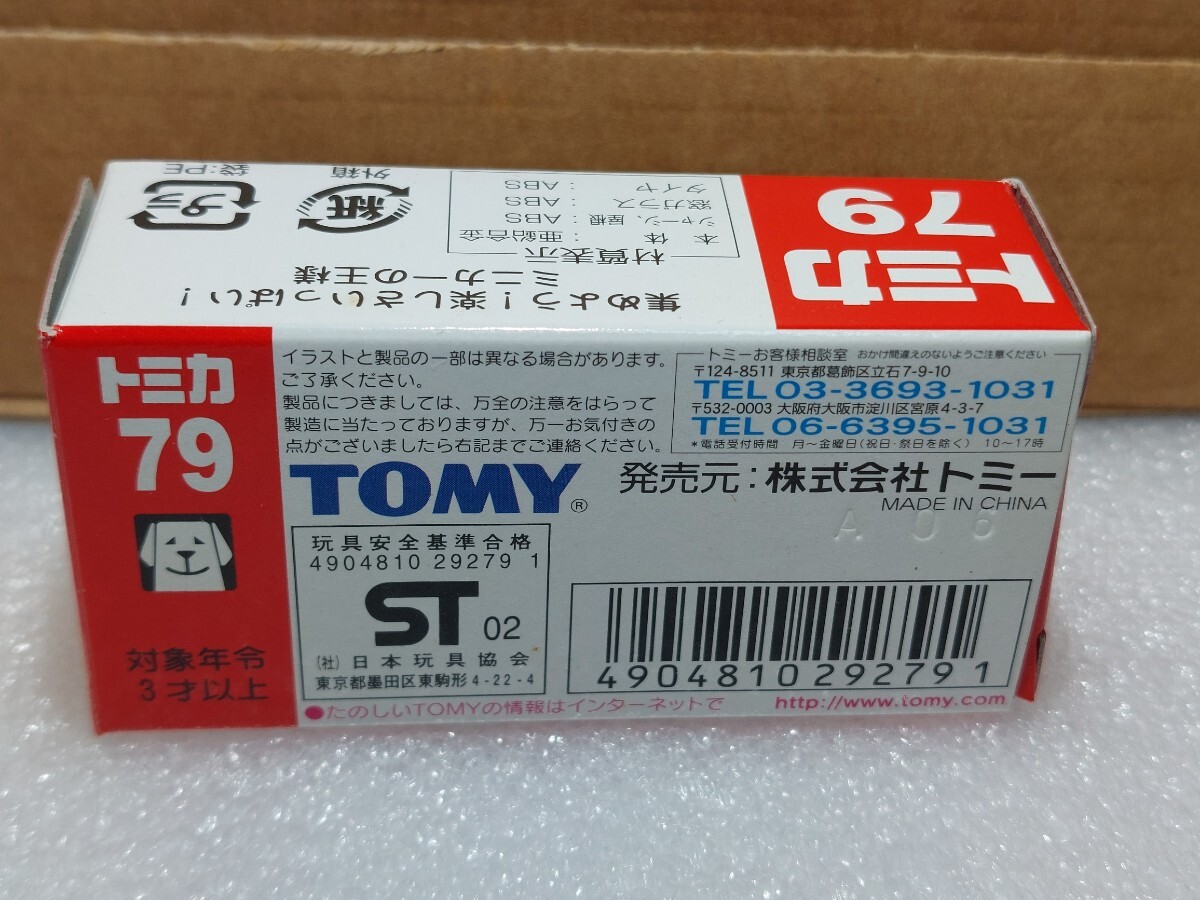 トミカ
79
集めよう！楽しさいっぱい！
ミニカーの王様
材質表示
本体：亜鉛合金
シャーシ、屋根：ABS
窓ガラス：ABS
タイヤ：ABS
外箱
紙
袋：PE
プラ
トミカ
79
対象年令
3才以上
イラストと製品の一部は異なる場合があります。
ご了承ください。
製品につきましては、万全の注意をはらって
製造に当たっておりますが、万一お気付きの
点がございましたら右記までご連絡ください。
トミーお客様相談室 おかけ間違えのないようご注意ください
〒124-8511 東京都葛飾区立石7-9-10
TEL 03-3693-1031
〒532-0003 大阪府大阪市淀川区宮原4-3-7
TEL 06-6395-1031
*電話受付時間 月～金曜日(祝日・祭日を除く) 10～17時
TOMY®
発売元：株式会社トミー
MADE IN CHINA
A 06
玩具安全基準合格
4904810 29279 1
ST 02
(社)日本玩具協会
東京都墨田区東駒形4-22-4
4904810292791
●たのしいTOMYの情報はインターネットで http://www.tomy.com